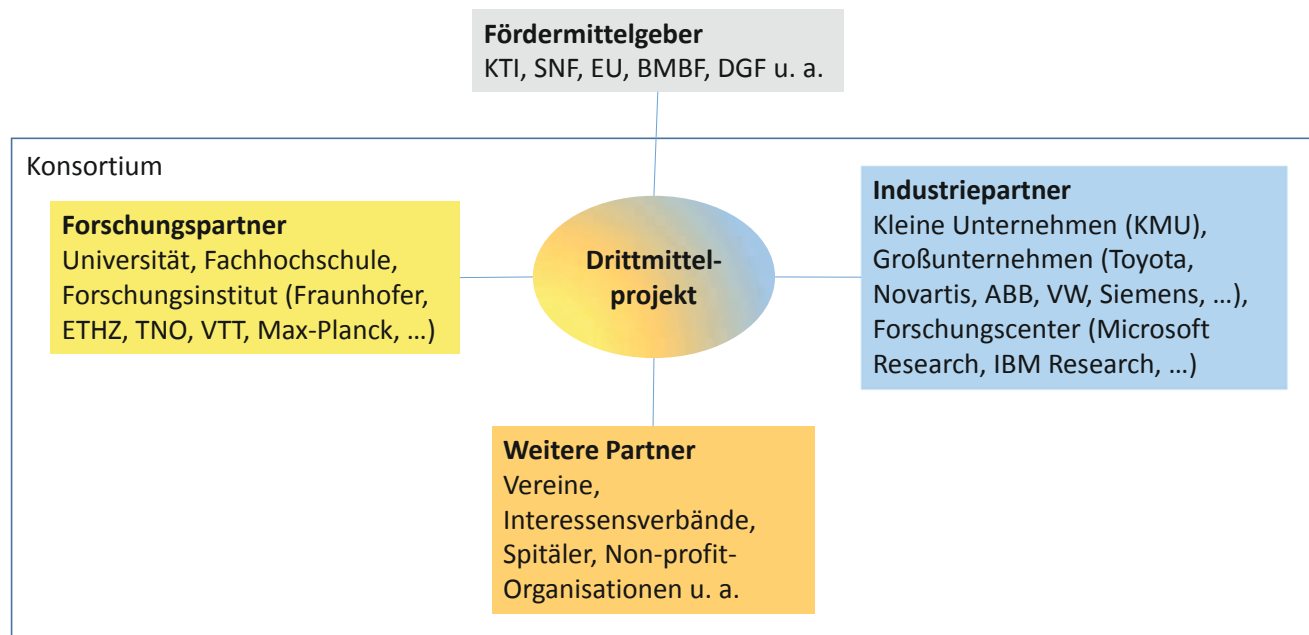 Fördermittelgeber
KTI, SNF, EU, BMBF, DGF u. a.
Konsortium
Forschungspartner
Universität, Fachhochschule,
Forschungsinstitut (Fraunhofer,
ETHZ, TNO, VTT, Max-Planck, …)
Drittmittel-
projekt
Industriepartner
Kleine Unternehmen (KMU),
Großunternehmen (Toyota,
Novartis, ABB, VW, Siemens, …),
Forschungscenter (Microsoft
Research, IBM Research, …)
Weitere Partner
Vereine,
Interessensverbände,
Spitäler, Non-profit-
Organisationen u. a.